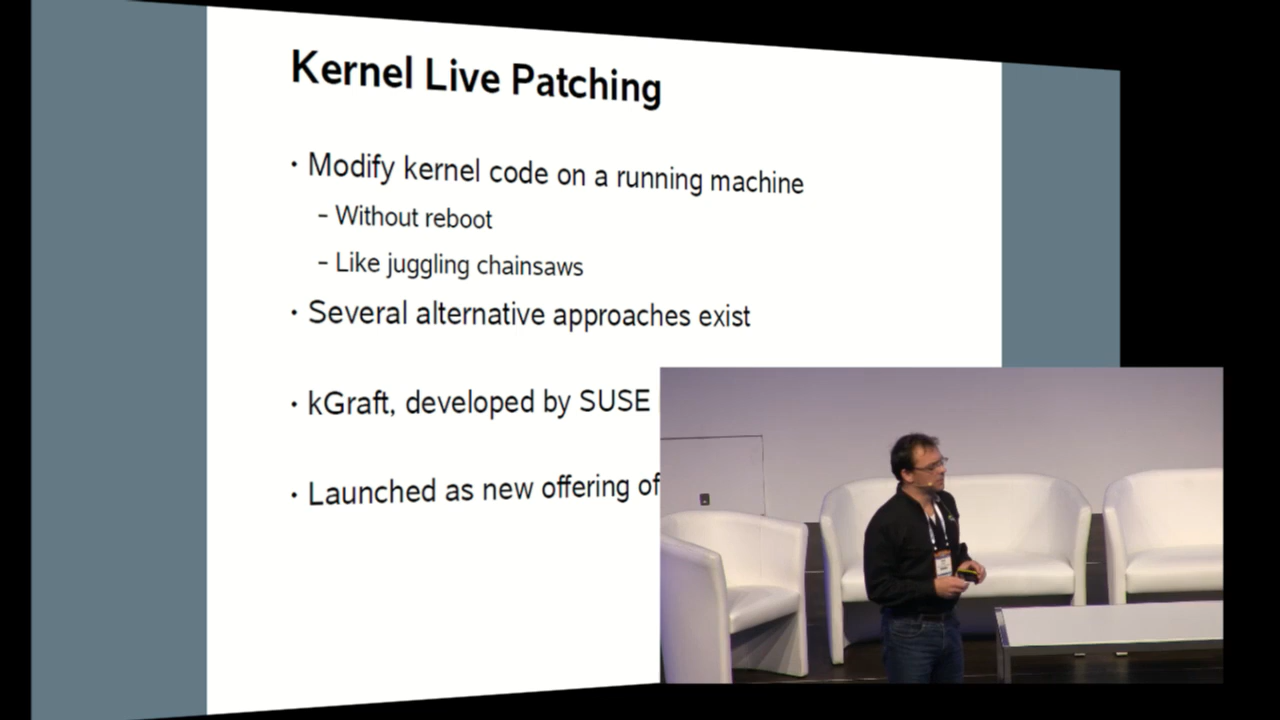 Kernel Live Patching
• Modify kernel code on a running machine
– Without reboot
– Like juggling chainsaws
• Several alternative approaches exist
• kGraft, developed by SUSE
• Launched as new offering of